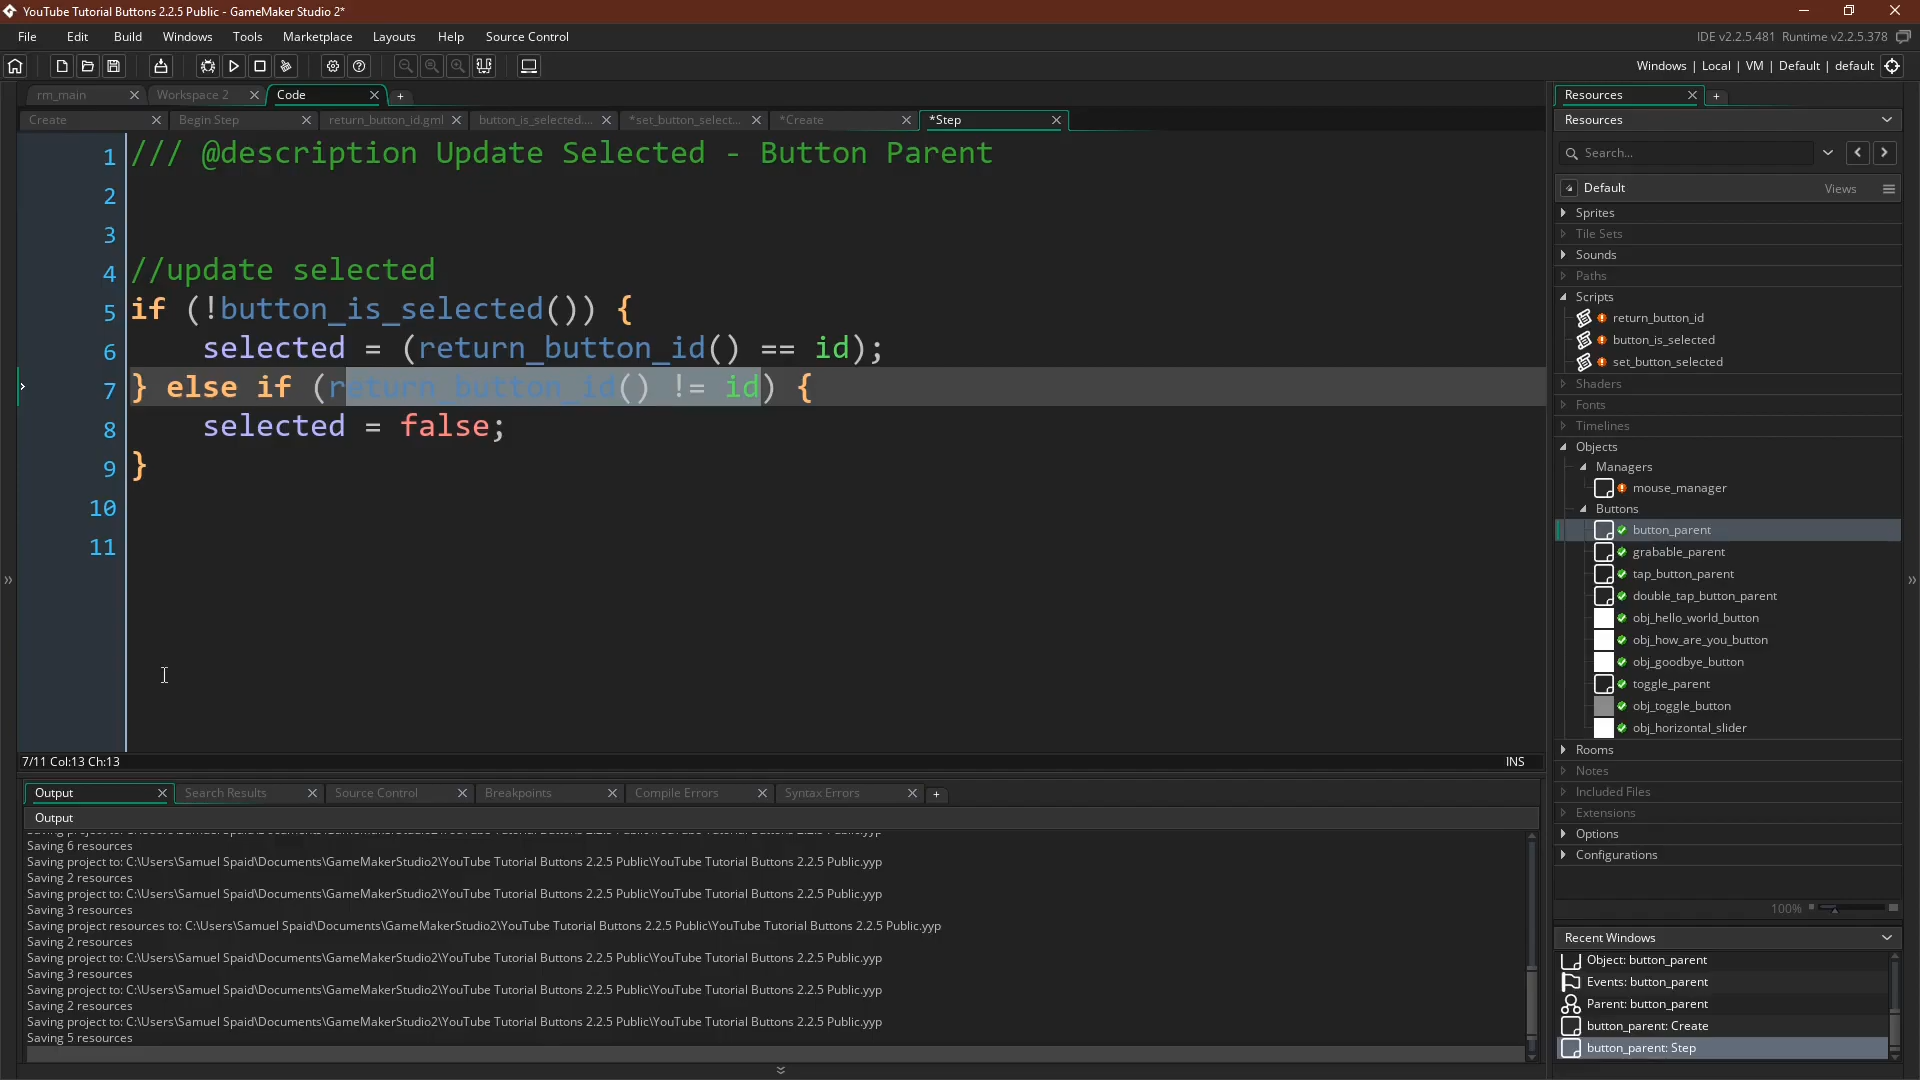 YouTube Tutorial Buttons 2.2.5 Public - GameMaker Studio 2*
File Edit Build Windows Tools Marketplace Layouts Help Source Control
IDE v2.2.5.481 Runtime v2.2.5.378
Windows | Local | VM | Default | default
rm_main Workspace 2 Code
Create Begin Step return_button_id.gml button_is_selected.... *set_button_select... *Create *Step
1 /// @description Update Selected - Button Parent
2
3
4 //update selected
5 if (!button_is_selected()) {
6 selected = (return_button_id() == id);
7 } else if (return_button_id() != id) {
8 selected = false;
9 }
10
11
7/11 Col:13 Ch:13 INS
Output Search Results Source Control Breakpoints Compile Errors Syntax Errors
Output
Saving 6 resources
Saving project to: C:\Users\Samuel Spaid\Documents\GameMakerStudio2\YouTube Tutorial Buttons 2.2.5 Public\YouTube Tutorial Buttons 2.2.5 Public.yyp
Saving 2 resources
Saving project to: C:\Users\Samuel Spaid\Documents\GameMakerStudio2\YouTube Tutorial Buttons 2.2.5 Public\YouTube Tutorial Buttons 2.2.5 Public.yyp
Saving 3 resources
Saving project resources to: C:\Users\Samuel Spaid\Documents\GameMakerStudio2\YouTube Tutorial Buttons 2.2.5 Public\YouTube Tutorial Buttons 2.2.5 Public.yyp
Saving 2 resources
Saving project to: C:\Users\Samuel Spaid\Documents\GameMakerStudio2\YouTube Tutorial Buttons 2.2.5 Public\YouTube Tutorial Buttons 2.2.5 Public.yyp
Saving 3 resources
Saving project to: C:\Users\Samuel Spaid\Documents\GameMakerStudio2\YouTube Tutorial Buttons 2.2.5 Public\YouTube Tutorial Buttons 2.2.5 Public.yyp
Saving 2 resources
Saving project to: C:\Users\Samuel Spaid\Documents\GameMakerStudio2\YouTube Tutorial Buttons 2.2.5 Public\YouTube Tutorial Buttons 2.2.5 Public.yyp
Saving 5 resources
Resources
Resources
Search...
Default Views
Sprites
Tile Sets
Sounds
Paths
Scripts
return_button_id
button_is_selected
set_button_selected
Shaders
Fonts
Timelines
Objects
Managers
mouse_manager
Buttons
button_parent
grabable_parent
tap_button_parent
double_tap_button_parent
obj_hello_world_button
obj_how_are_you_button
obj_goodbye_button
toggle_parent
obj_toggle_button
obj_horizontal_slider
Rooms
Notes
Included Files
Extensions
Options
Configurations
100%
Recent Windows
Object: button_parent
Events: button_parent
Parent: button_parent
button_parent: Create
button_parent: Step